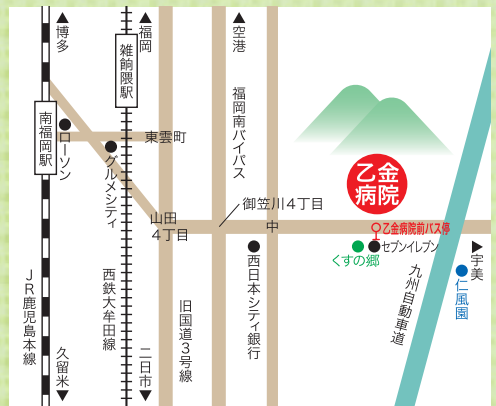 ▲博多
▲福岡
▲空港
雑餉隈駅
南福岡駅
ローソン
グルメシティ
東雲町
福岡南バイパス
乙金
病院
御笠川4丁目
山田
4丁目
中
乙金病院前バス停
セブンイレブン
くすの郷
西日本シティ銀行
▶宇美
仁風園
九州自動車道
JR鹿児島本線
西鉄大牟田線
旧国道3号線
久留米▼
二日市▼